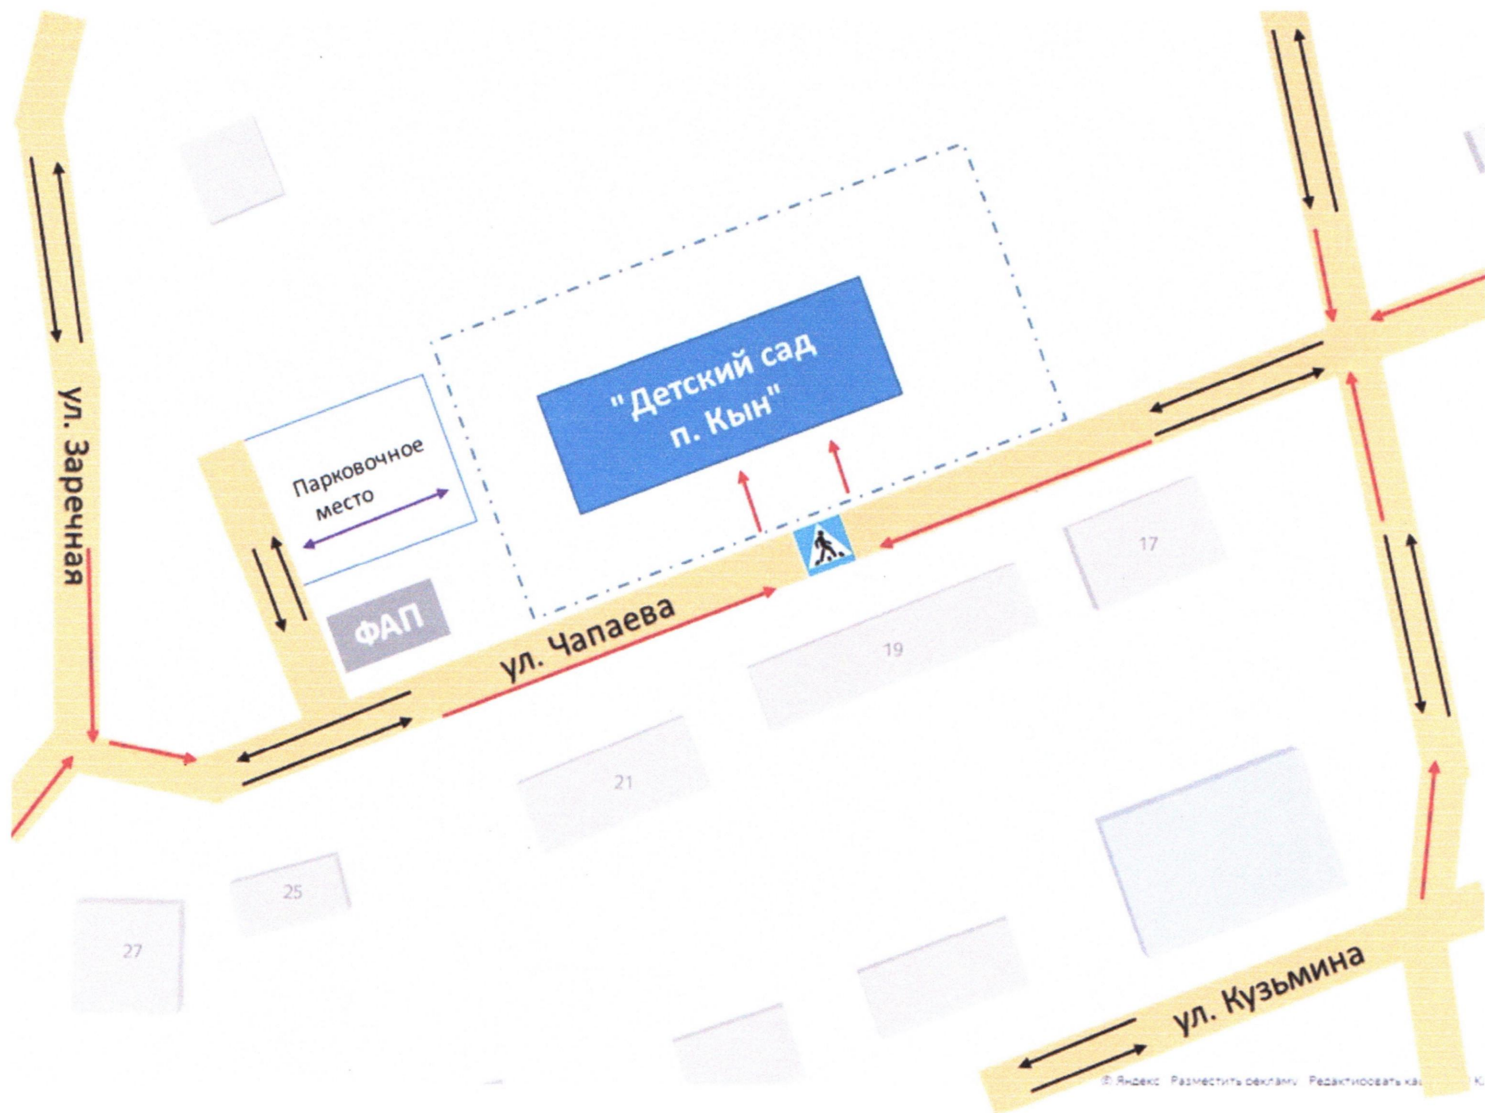 ул. Заречная
"Детский сад
п. Кын"
Парковочное
место
ФАП
ул. Чапаева
17
19
21
25
27
ул. Кузьмина
© Яндекс Разместить рекламу Редактировать